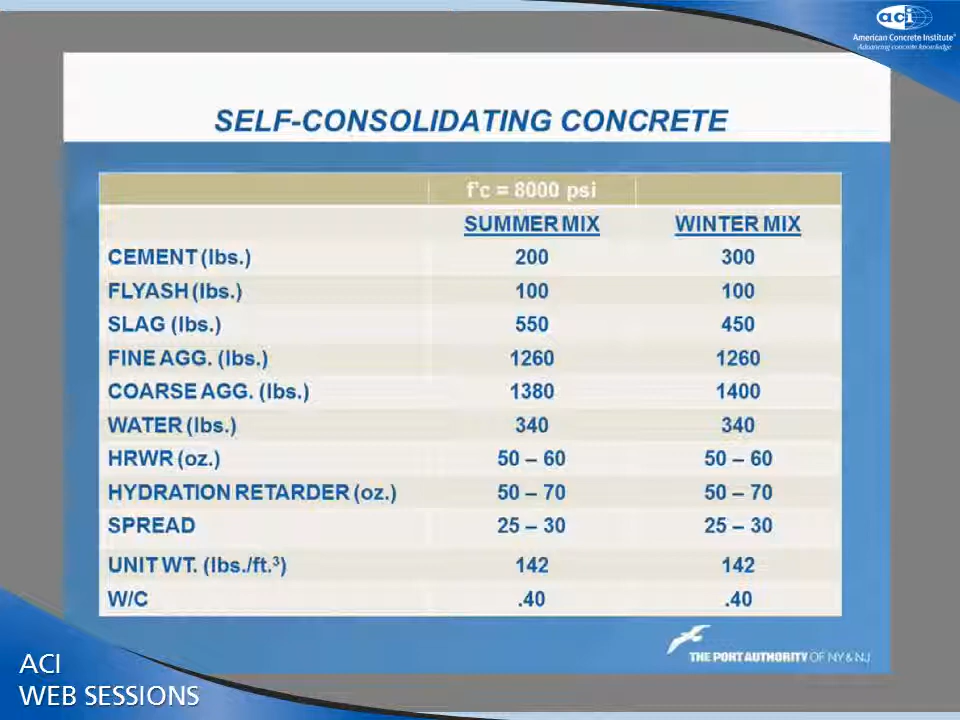 aci
American Concrete Institute®
Advancing concrete knowledge
SELF-CONSOLIDATING CONCRETE
f'c = 8000 psi
SUMMER MIX WINTER MIX
CEMENT (lbs.) 200 300
FLYASH (lbs.) 100 100
SLAG (lbs.) 550 450
FINE AGG. (lbs.) 1260 1260
COARSE AGG. (lbs.) 1380 1400
WATER (lbs.) 340 340
HRWR (oz.) 50 – 60 50 – 60
HYDRATION RETARDER (oz.) 50 – 70 50 – 70
SPREAD 25 – 30 25 – 30
UNIT WT. (lbs./ft.³) 142 142
W/C .40 .40
THE PORT AUTHORITY OF NY & NJ
ACI
WEB SESSIONS